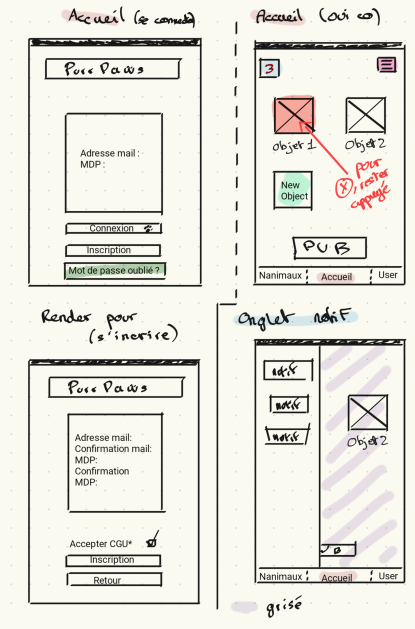 Accueil (se connecter)
Purr Paws
Adresse mail :
MDP :
Connexion
Inscription
Mot de passe oublié ?
Accueil (oui co)
3
Objet 1
Objet 2
pour
(X), rester
appuyé
New
Object
PUB
Nanimaux
Accueil
User
Render pour
(s'incrire)
Purr Paws
Adresse mail:
Confirmation mail:
MDP:
Confirmation
MDP:
Accepter CGU*
Inscription
Retour
Onglet notif
notif
notif
notif
Objet 2
Nanimaux
Accueil
User
grisé